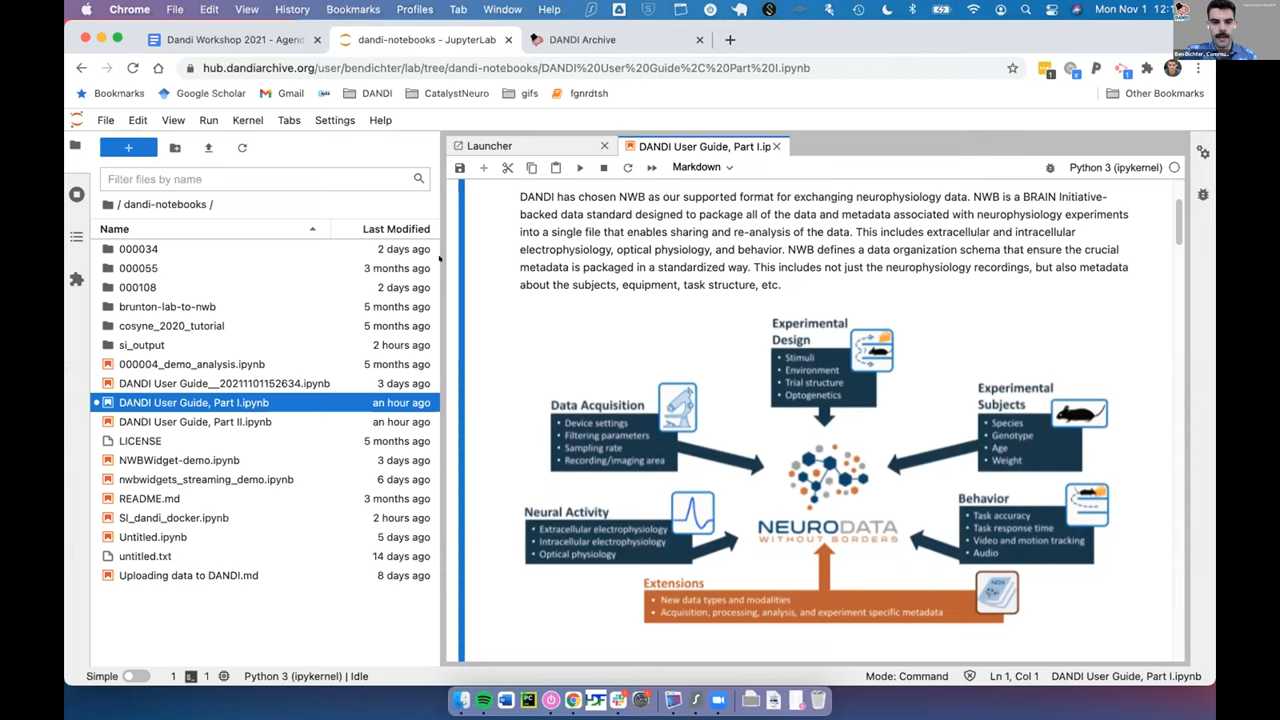 Chrome File Edit View History Bookmarks Profiles Tab Window Help
Mon Nov 1 12:1
DANDI
Ben Dichter, Comm...
Dandi Workshop 2021 - Agen
dandi-notebooks - JupyterLab
DANDI Archive
hub.dandiarchive.org/user/bendichter/lab/tree/dandi-notebooks/DANDI%20User%20Guide%2C%20Part%20I.ipynb
Bookmarks Google Scholar Gmail DANDI CatalystNeuro gifs fgnrdtsh Other Bookmarks
File Edit View Run Kernel Tabs Settings Help
Launcher
DANDI User Guide, Part I.ip
Markdown
Python 3 (ipykernel)
Filter files by name
/ dandi-notebooks /
Name Last Modified
000034 2 days ago
000055 3 months ago
000108 2 days ago
brunton-lab-to-nwb 5 months ago
cosyne_2020_tutorial 5 months ago
si_output 2 hours ago
000004_demo_analysis.ipynb 5 months ago
DANDI User Guide__20211101152634.ipynb 3 days ago
DANDI User Guide, Part I.ipynb an hour ago
DANDI User Guide, Part II.ipynb an hour ago
LICENSE 5 months ago
NWBWidget-demo.ipynb 3 days ago
nwbwidgets_streaming_demo.ipynb 6 days ago
README.md 3 months ago
SI_dandi_docker.ipynb 2 hours ago
Untitled.ipynb 5 days ago
untitled.txt 14 days ago
Uploading data to DANDI.md 8 days ago
DANDI has chosen NWB as our supported format for exchanging neurophysiology data. NWB is a BRAIN Initiative-
backed data standard designed to package all of the data and metadata associated with neurophysiology experiments
into a single file that enables sharing and re-analysis of the data. This includes extracellular and intracellular
electrophysiology, optical physiology, and behavior. NWB defines a data organization schema that ensure the crucial
metadata is packaged in a standardized way. This includes not just the neurophysiology recordings, but also metadata
about the subjects, equipment, task structure, etc.
Experimental
Design
• Stimuli
• Environment
• Trial structure
• Optogenetics
Data Acquisition
• Device settings
• Filtering parameters
• Sampling rate
• Recording/imaging area
Experimental
Subjects
• Species
• Genotype
• Age
• Weight
Neural Activity
• Extracellular electrophysiology
• Intracellular electrophysiology
• Optical physiology
NEURODATA
WITHOUT BORDERS
Behavior
• Task accuracy
• Task response time
• Video and motion tracking
• Audio
Extensions
• New data types and modalities
• Acquisition, processing, analysis, and experiment specific metadata
NDX
Simple 1 1 Python 3 (ipykernel) | Idle
Mode: Command Ln 1, Col 1 DANDI User Guide, Part I.ipynb